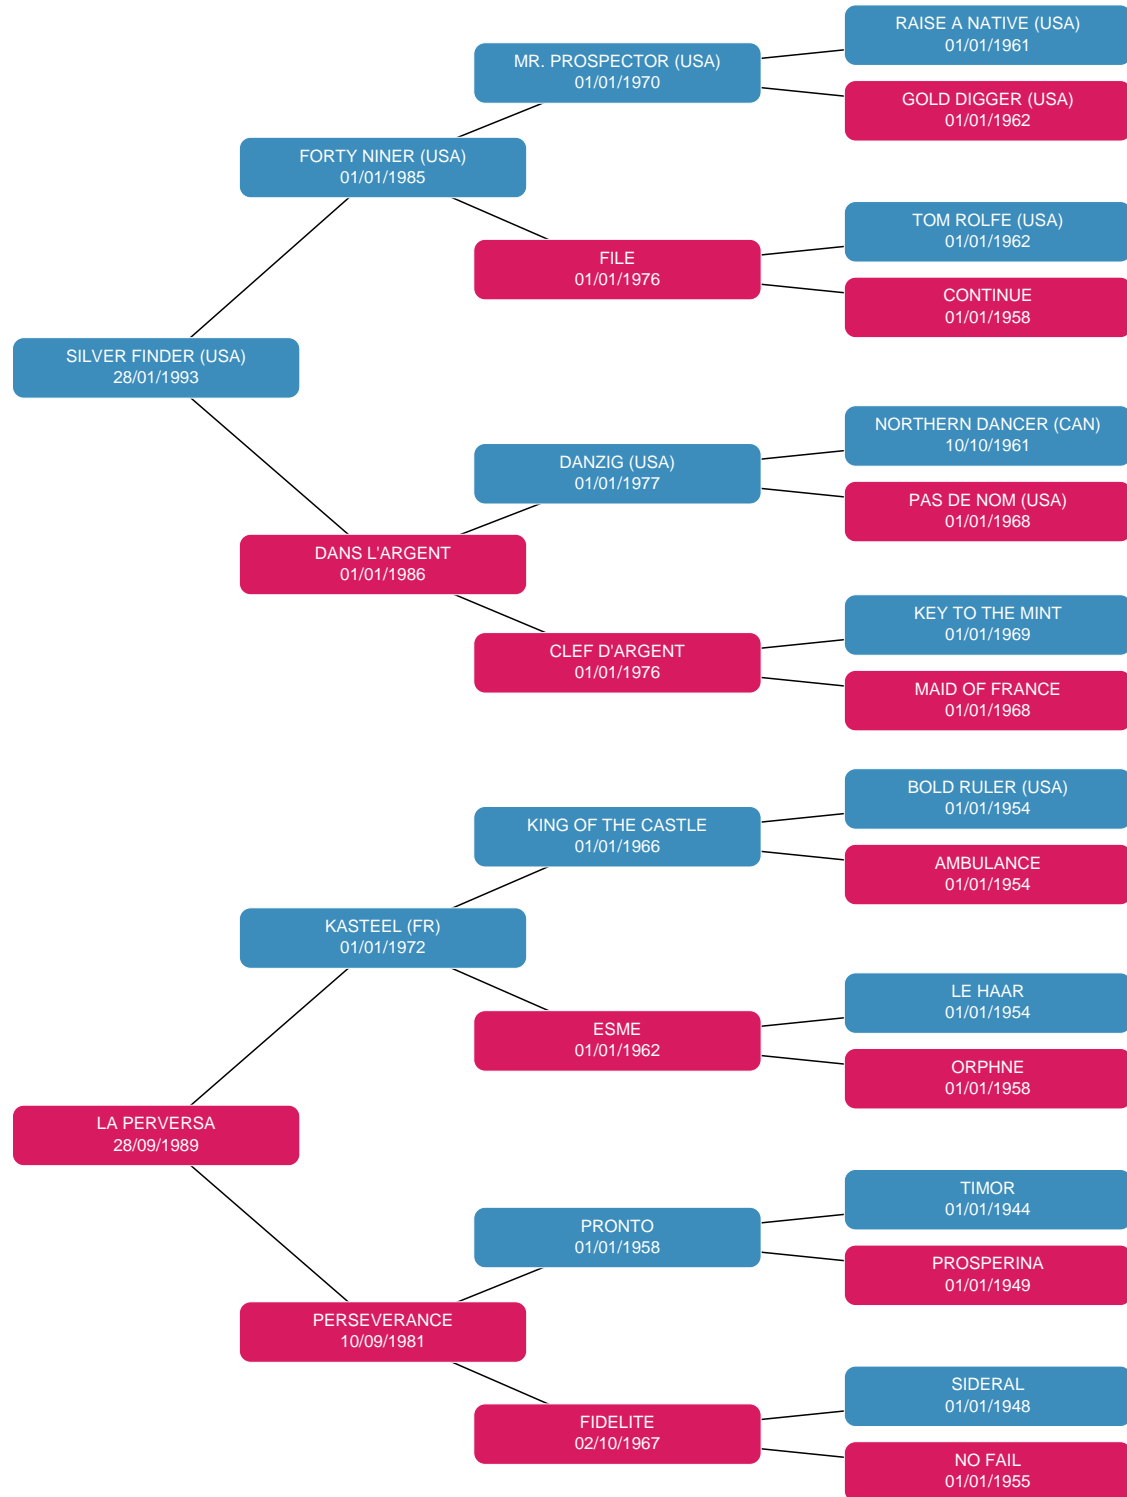 RAISE A NATIVE (USA)
01/01/1961
MR. PROSPECTOR (USA)
01/01/1970
GOLD DIGGER (USA)
01/01/1962
FORTY NINER (USA)
01/01/1985
TOM ROLFE (USA)
01/01/1962
FILE
01/01/1976
CONTINUE
01/01/1958
SILVER FINDER (USA)
28/01/1993
NORTHERN DANCER (CAN)
10/10/1961
DANZIG (USA)
01/01/1977
PAS DE NOM (USA)
01/01/1968
DANS L'ARGENT
01/01/1986
KEY TO THE MINT
01/01/1969
CLEF D'ARGENT
01/01/1976
MAID OF FRANCE
01/01/1968
BOLD RULER (USA)
01/01/1954
KING OF THE CASTLE
01/01/1966
AMBULANCE
01/01/1954
KASTEEL (FR)
01/01/1972
LE HAAR
01/01/1954
ESME
01/01/1962
ORPHNE
01/01/1958
LA PERVERSA
28/09/1989
TIMOR
01/01/1944
PRONTO
01/01/1958
PROSPERINA
01/01/1949
PERSEVERANCE
10/09/1981
SIDERAL
01/01/1948
FIDELITE
02/10/1967
NO FAIL
01/01/1955